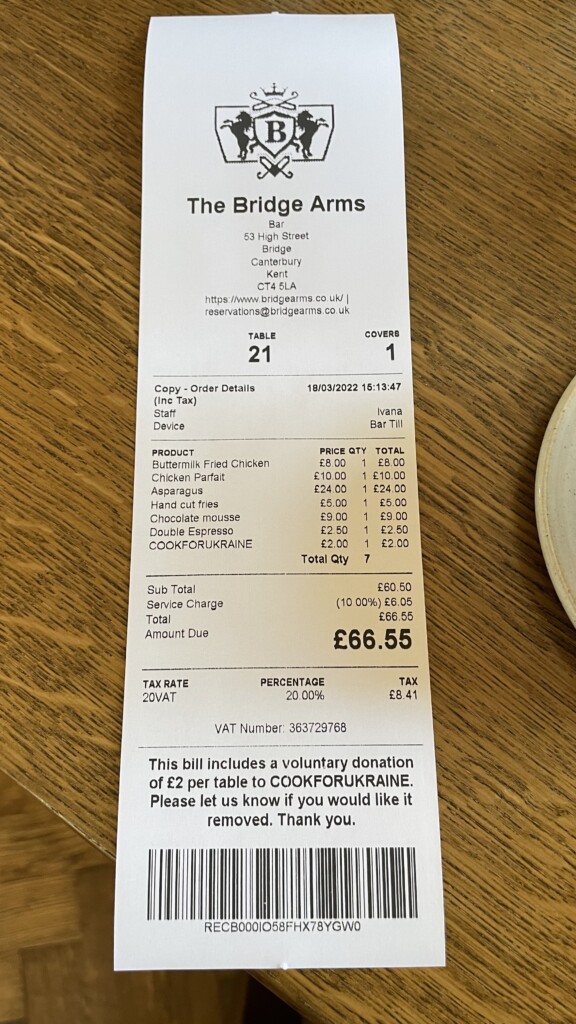 B
The Bridge Arms
Bar
53 High Street
Bridge
Canterbury
Kent
CT4 5LA
https://www.bridgearms.co.uk/ |
reservations@bridgearms.co.uk
TABLE COVERS
21 1
Copy - Order Details 18/03/2022 15:13:47
(Inc Tax)
Staff Ivana
Device Bar Till
PRODUCT PRICE QTY TOTAL
Buttermilk Fried Chicken £8.00 1 £8.00
Chicken Parfait £10.00 1 £10.00
Asparagus £24.00 1 £24.00
Hand cut fries £5.00 1 £5.00
Chocolate mousse £9.00 1 £9.00
Double Espresso £2.50 1 £2.50
COOKFORUKRAINE £2.00 1 £2.00
Total Qty 7
Sub Total £60.50
Service Charge (10.00%) £6.05
Total £66.55
Amount Due £66.55
TAX RATE PERCENTAGE TAX
20VAT 20.00% £8.41
VAT Number: 363729768
This bill includes a voluntary donation
of £2 per table to COOKFORUKRAINE.
Please let us know if you would like it
removed. Thank you.
RECB000IO58FHX78YGW0